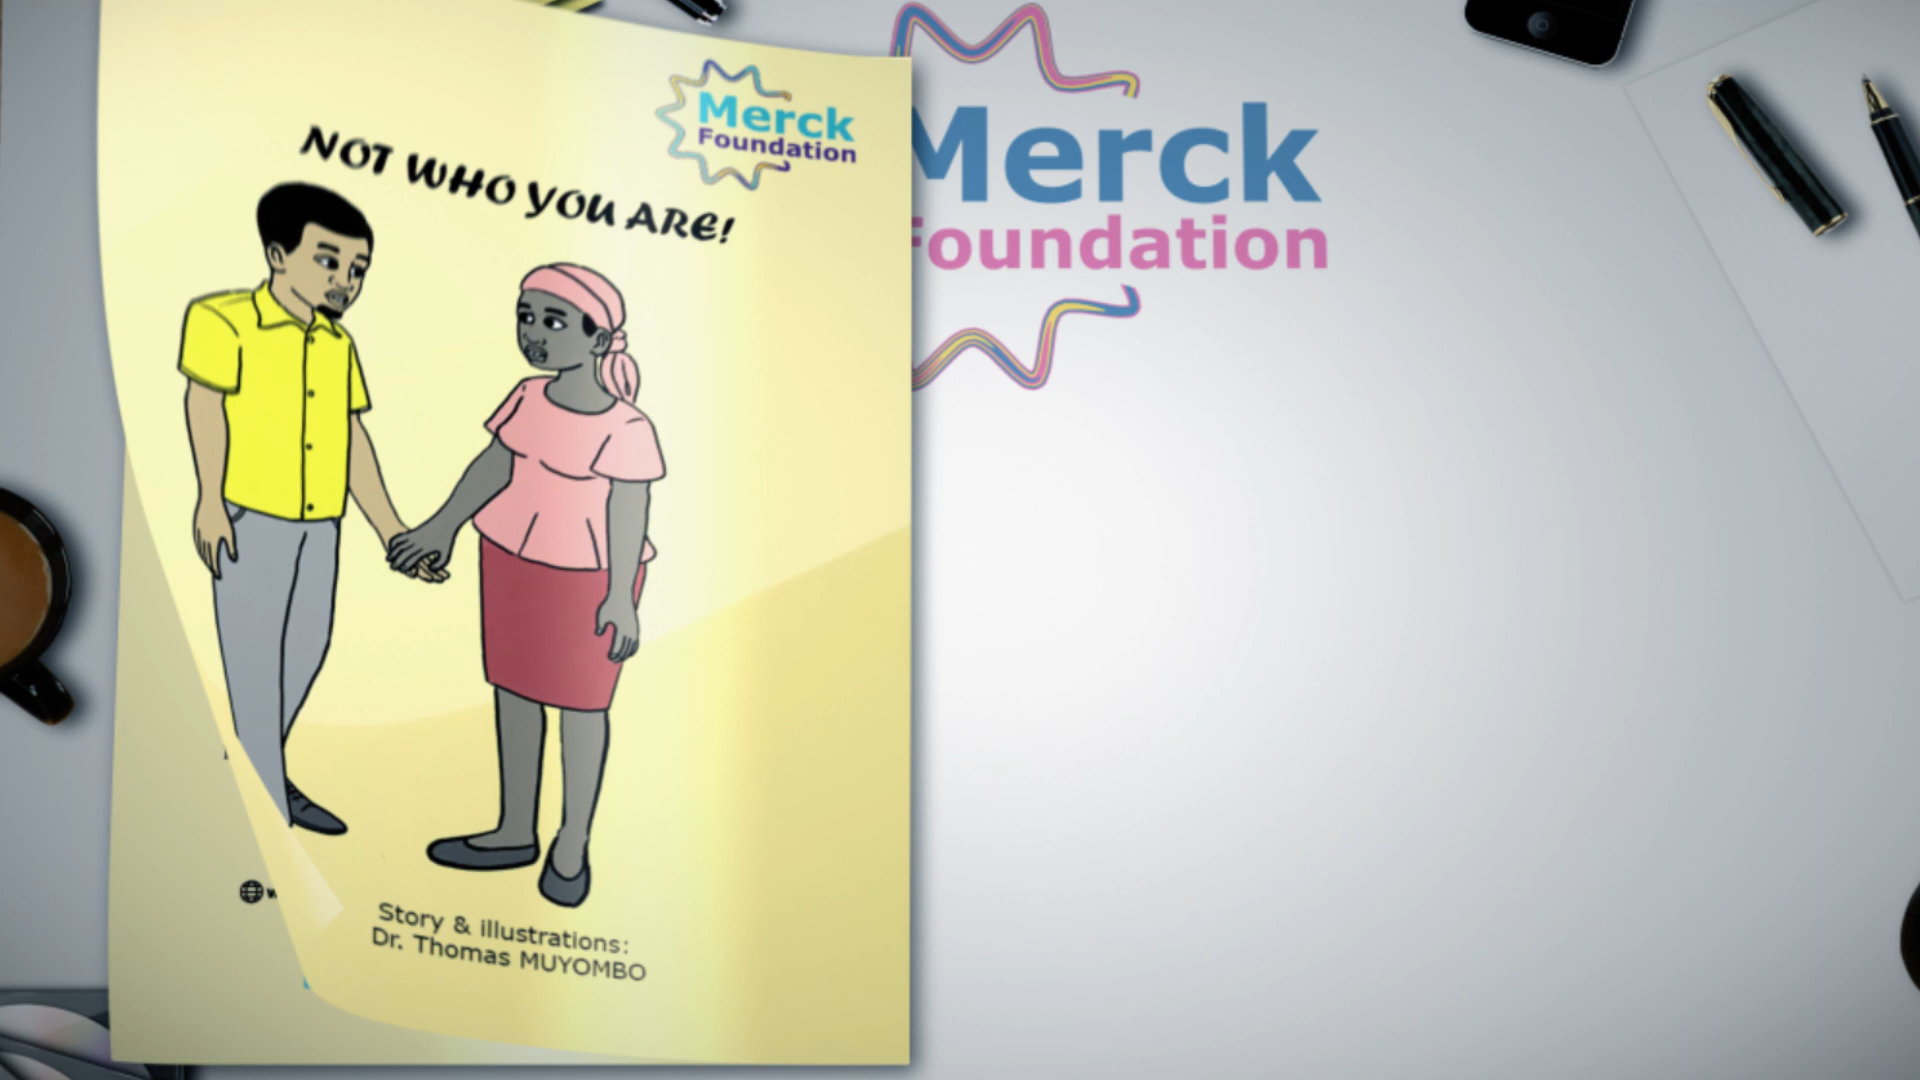 Merck
Foundation
NOT WHO YOU ARE!
Story & illustrations:
Dr. Thomas MUYOMBO
Merck
Foundation